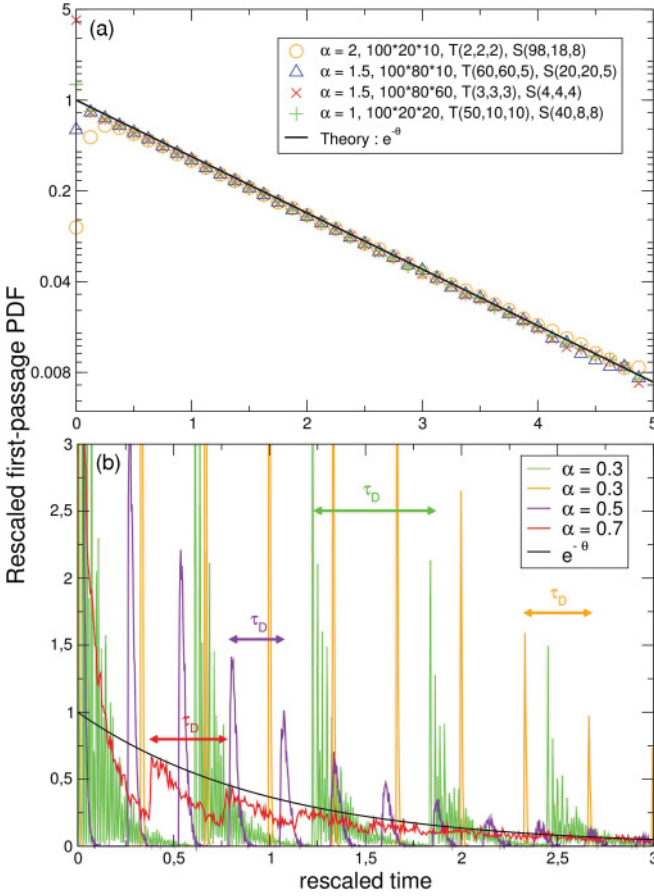 5
(a)
α = 2, 100*20*10, T(2,2,2), S(98,18,8)
α = 1.5, 100*80*10, T(60,60,5), S(20,20,5)
α = 1.5, 100*80*60, T(3,3,3), S(4,4,4)
α = 1, 100*20*20, T(50,10,10), S(40,8,8)
Theory : e^-θ
1
0.2
0.04
0.008
0 1 2 3 4 5
Rescaled first-passage PDF
(b)
α = 0.3
α = 0.3
α = 0.5
α = 0.7
e^-θ
τD
τD
τD
τD
3
2,5
2
1,5
1
0,5
0
0 0,5 1 1,5 2 2,5 3
rescaled time